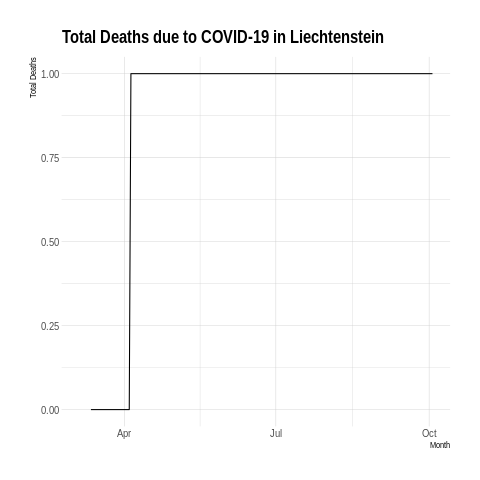 Total Deaths due to COVID-19 in Liechtenstein
Total Deaths
1.00
0.75
0.50
0.25
0.00
Apr Jul Oct
Month